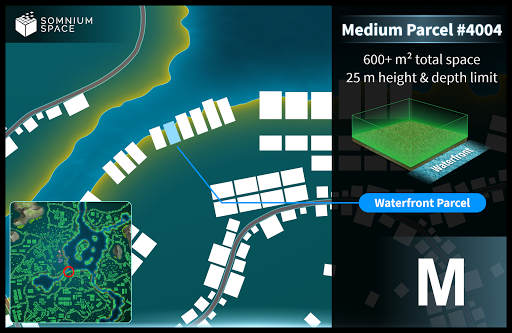 SOMNIUM
SPACE
Medium Parcel #4004
600+ m² total space
25 m height & depth limit
Waterfront
Waterfront Parcel
M